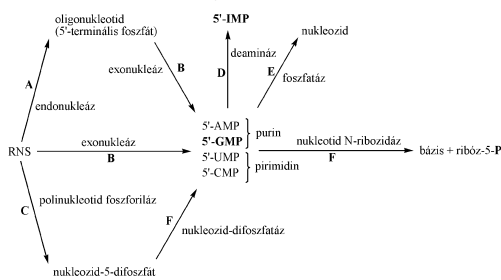 oligonukleotid
(5'-terminális foszfát)
5'-IMP
nukleozid
A
endonukleáz
exonukleáz
B
deamináz
D
E
foszfatáz
RNS
exonukleáz
B
5'-AMP
5'-GMP
purin
5'-UMP
5'-CMP
pirimidin
nukleotid N-ribozidáz
F
bázis + ribóz-5-P
C
polinukleotid foszforiláz
F
nukleozid-difoszfatáz
nukleozid-5-difoszfát